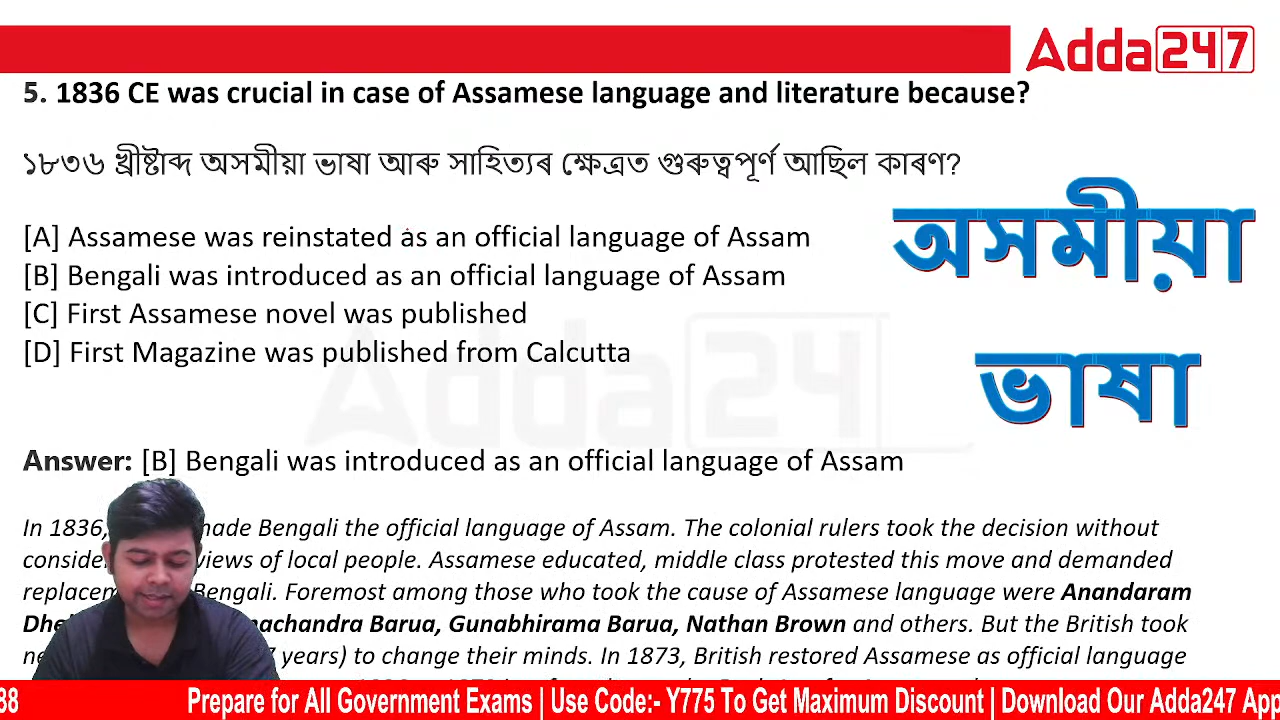 Adda247
5. 1836 CE was crucial in case of Assamese language and literature because?
১৮৩৬ খ্ৰীষ্টাব্দ অসমীয়া ভাষা আৰু সাহিত্যৰ ক্ষেত্ৰত গুৰুত্বপূৰ্ণ আছিল কাৰণ?
[A] Assamese was reinstated as an official language of Assam
[B] Bengali was introduced as an official language of Assam
[C] First Assamese novel was published
[D] First Magazine was published from Calcutta
অসমীয়া
ভাষা
Adda24
Answer: [B] Bengali was introduced as an official language of Assam
In 1836, made Bengali the official language of Assam. The colonial rulers took the decision without
views of local people. Assamese educated, middle class protested this move and demanded
Bengali. Foremost among those who took the cause of Assamese language were Anandaram
Barua, Gunabhirama Barua, Nathan Brown and others. But the British took
years) to change their minds. In 1873, British restored Assamese as official language
88 Prepare for All Government Exams | Use Code:- Y775 To Get Maximum Discount | Download Our Adda247 App